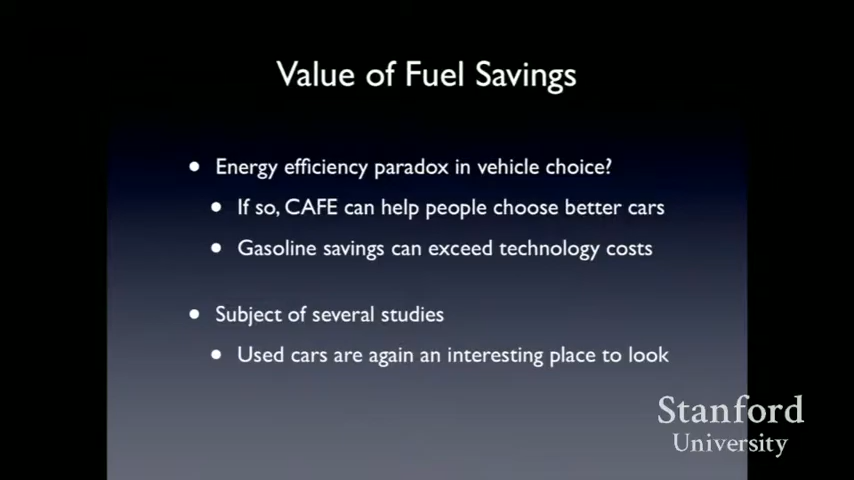 Value of Fuel Savings
• Energy efficiency paradox in vehicle choice?
• If so, CAFE can help people choose better cars
• Gasoline savings can exceed technology costs
• Subject of several studies
• Used cars are again an interesting place to look
Stanford
University